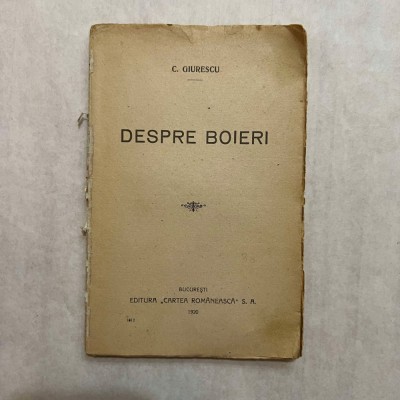 C. GIURESCU
DESPRE BOIERI
BUCUREȘTI
EDITURA „CARTEA ROMÂNEASCĂ" S. A.
1920